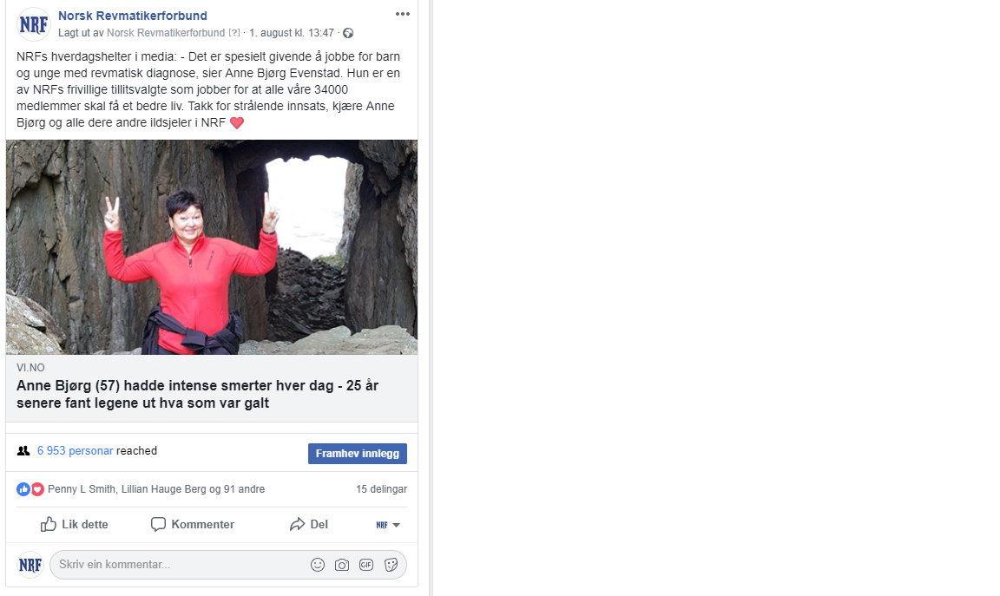 NRF
Norsk Revmatikerforbund
Lagt ut av Norsk Revmatikerforbund [?] · 1. august kl. 13:47 ·
NRFs hverdagshelter i media: - Det er spesielt givende å jobbe for barn
og unge med revmatisk diagnose, sier Anne Bjørg Evenstad. Hun er en
av NRFs frivillige tillitsvalgte som jobber for at alle våre 34000
medlemmer skal få et bedre liv. Takk for strålende innsats, kjære Anne
Bjørg og alle dere andre ildsjeler i NRF ❤
VI.NO
Anne Bjørg (57) hadde intense smerter hver dag - 25 år
senere fant legene ut hva som var galt
6 953 personar reached
Framhev innlegg
Penny L Smith, Lillian Hauge Berg og 91 andre
15 delingar
Lik dette
Kommenter
Del
NRF
NRF
Skriv ein kommentar...
GIF